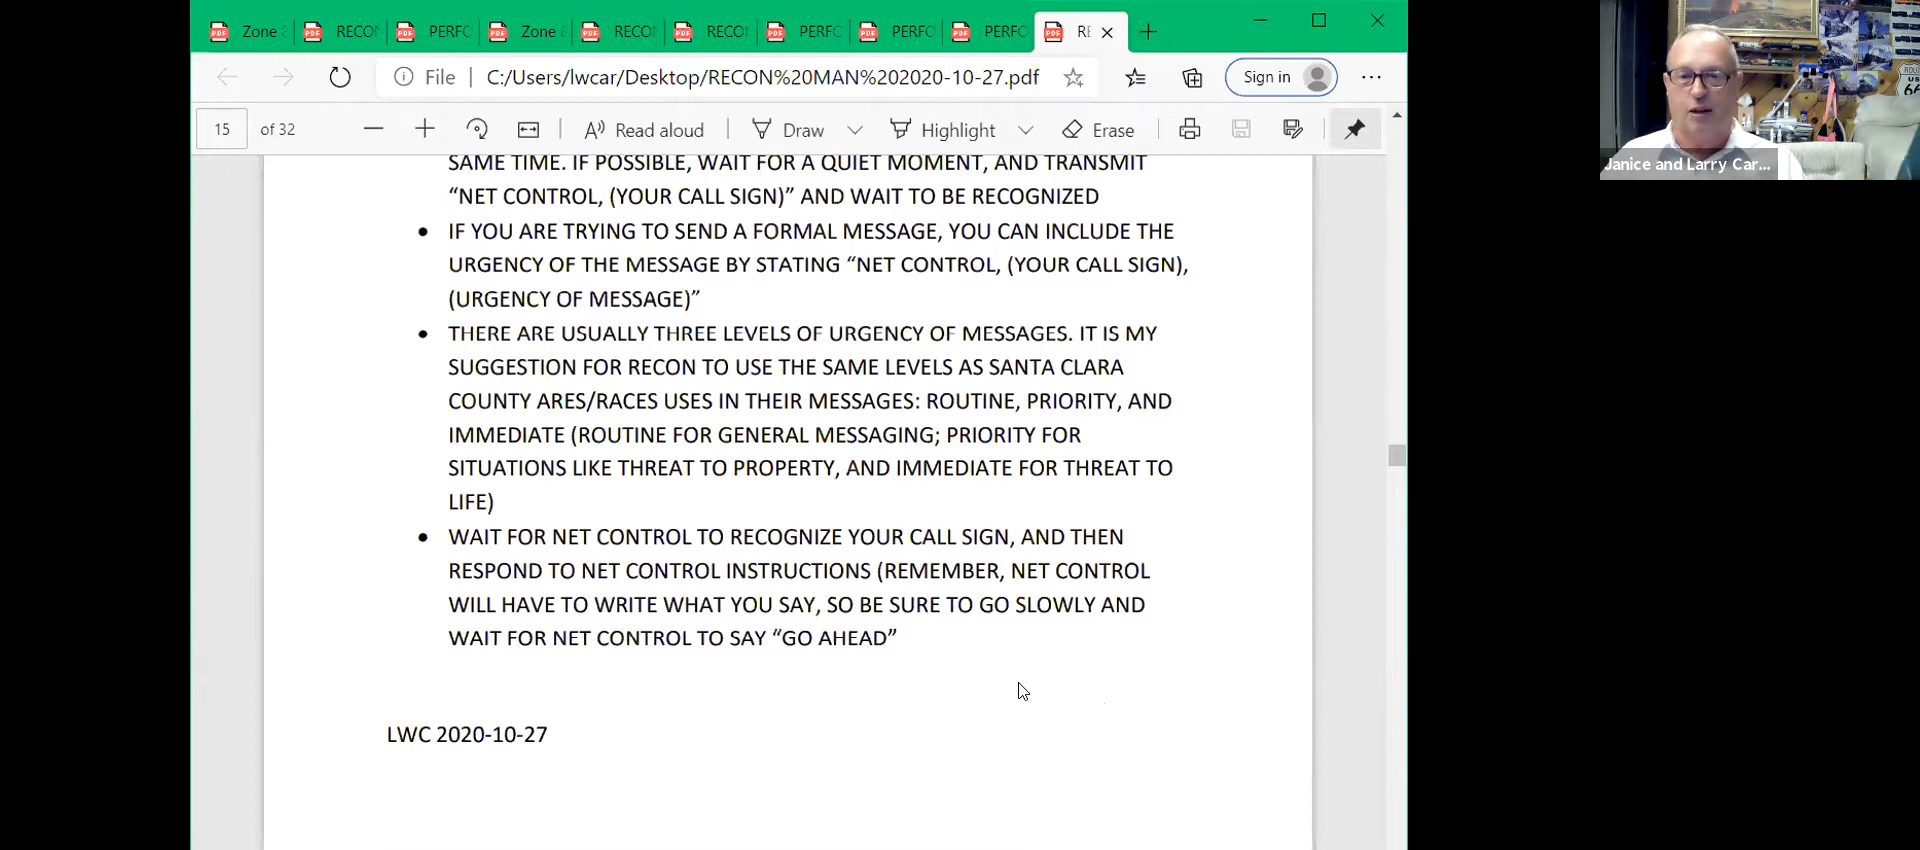 Zone 8
RECON
PERFO
Zone 8
RECON
RECON
PERFO
PERFO
PERFO
RE
File
C:/Users/lwcar/Desktop/RECON%20MAN%202020-10-27.pdf
Sign in
15 of 32
Read aloud
Draw
Highlight
Erase
SAME TIME. IF POSSIBLE, WAIT FOR A QUIET MOMENT, AND TRANSMIT
“NET CONTROL, (YOUR CALL SIGN)” AND WAIT TO BE RECOGNIZED
• IF YOU ARE TRYING TO SEND A FORMAL MESSAGE, YOU CAN INCLUDE THE
URGENCY OF THE MESSAGE BY STATING “NET CONTROL, (YOUR CALL SIGN),
(URGENCY OF MESSAGE)”
• THERE ARE USUALLY THREE LEVELS OF URGENCY OF MESSAGES. IT IS MY
SUGGESTION FOR RECON TO USE THE SAME LEVELS AS SANTA CLARA
COUNTY ARES/RACES USES IN THEIR MESSAGES: ROUTINE, PRIORITY, AND
IMMEDIATE (ROUTINE FOR GENERAL MESSAGING; PRIORITY FOR
SITUATIONS LIKE THREAT TO PROPERTY, AND IMMEDIATE FOR THREAT TO
LIFE)
• WAIT FOR NET CONTROL TO RECOGNIZE YOUR CALL SIGN, AND THEN
RESPOND TO NET CONTROL INSTRUCTIONS (REMEMBER, NET CONTROL
WILL HAVE TO WRITE WHAT YOU SAY, SO BE SURE TO GO SLOWLY AND
WAIT FOR NET CONTROL TO SAY “GO AHEAD”
LWC 2020-10-27
Janice and Larry Car...
ROUTE
US